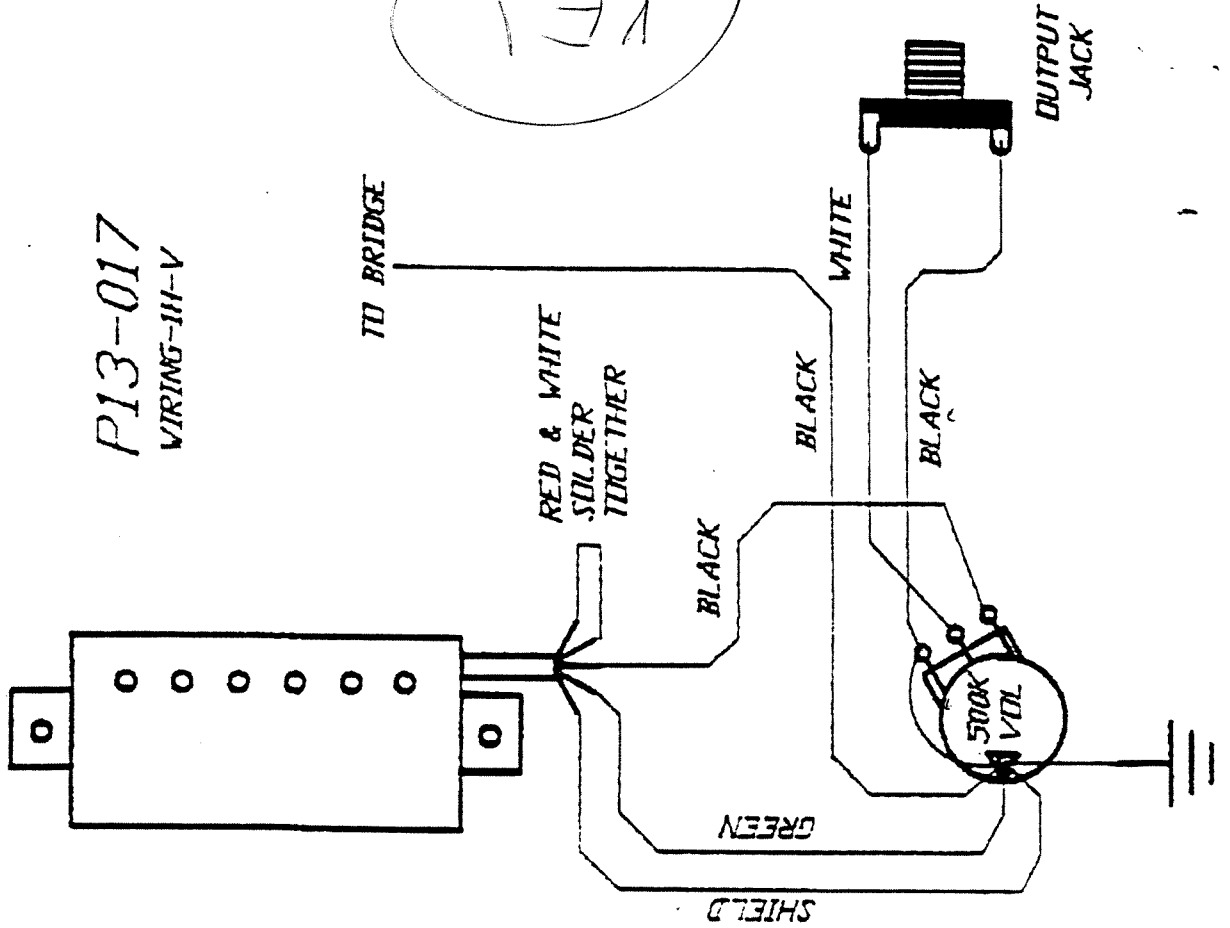 P13-017
WIRING-1H-V
TO BRIDGE
RED & WHITE
SOLDER
TOGETHER
BLACK
BLACK
WHITE
BLACK
OUTPUT
JACK
500K
VOL
GREEN
SHIELD